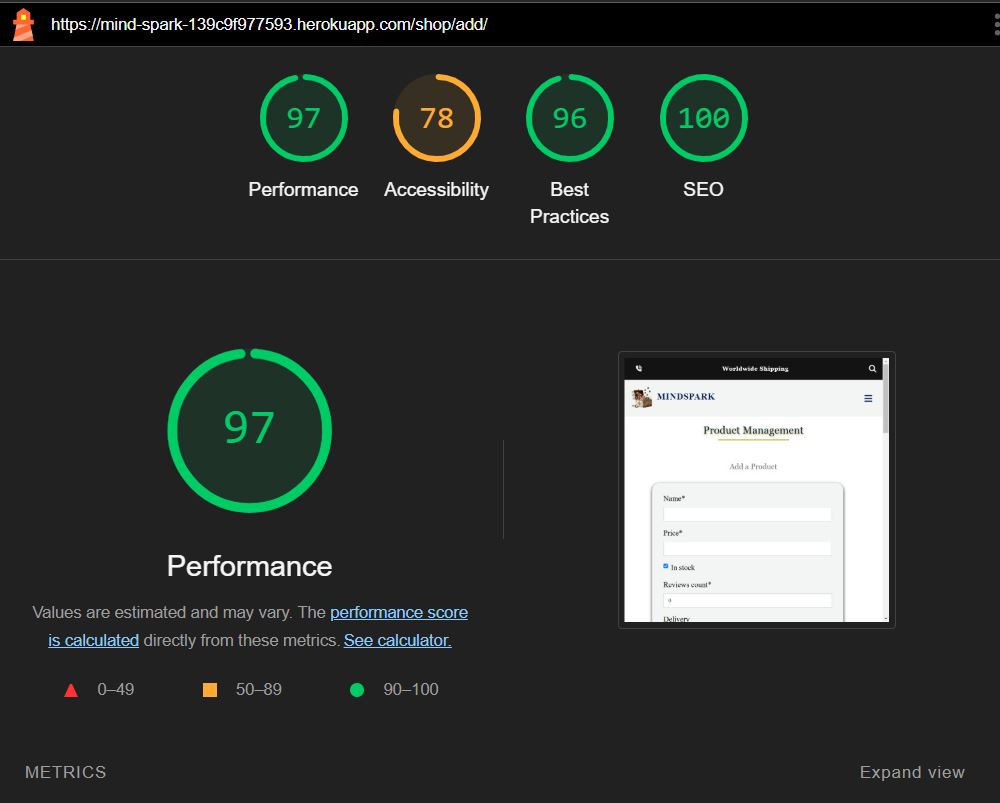 https://mind-spark-139c9f977593.herokuapp.com/shop/add/
97
78
96
100
Performance
Accessibility
Best
Practices
SEO
97
Performance
Values are estimated and may vary. The performance score
is calculated directly from these metrics. See calculator.
0–49
50–89
90–100
Worldwide Shipping
MINDSPARK
Product Management
Add a Product
Name*
Price*
In stock
Reviews count*
0
Delivery
METRICS
Expand view